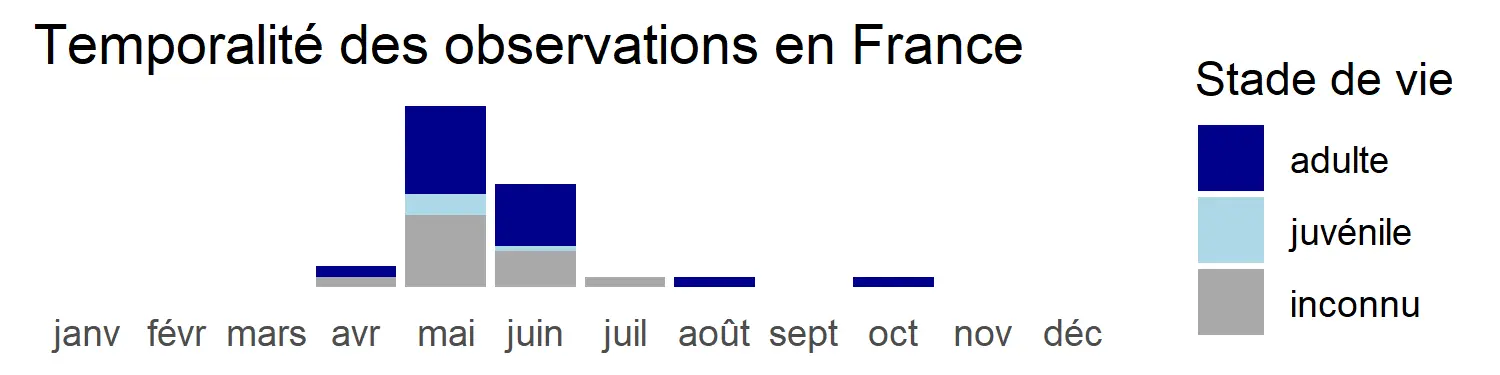 Temporalité des observations en France
Stade de vie
adulte
juvénile
inconnu
janv févr mars avr mai juin juil août sept oct nov déc